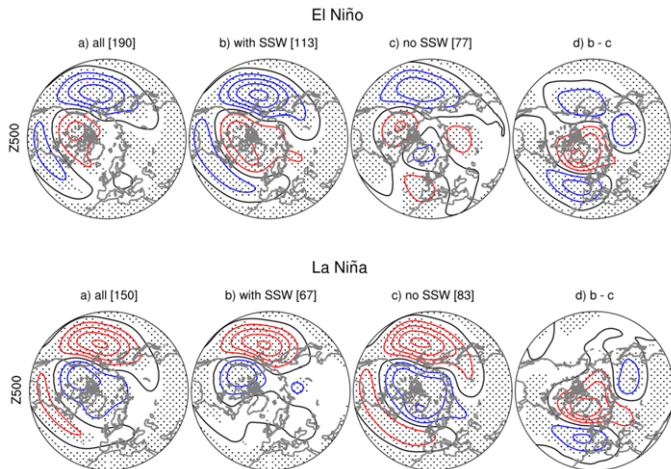 El Niño
a) all [190] b) with SSW [113] c) no SSW [77] d) b - c
Z500
La Niña
a) all [150] b) with SSW [67] c) no SSW [83] d) b - c
Z500